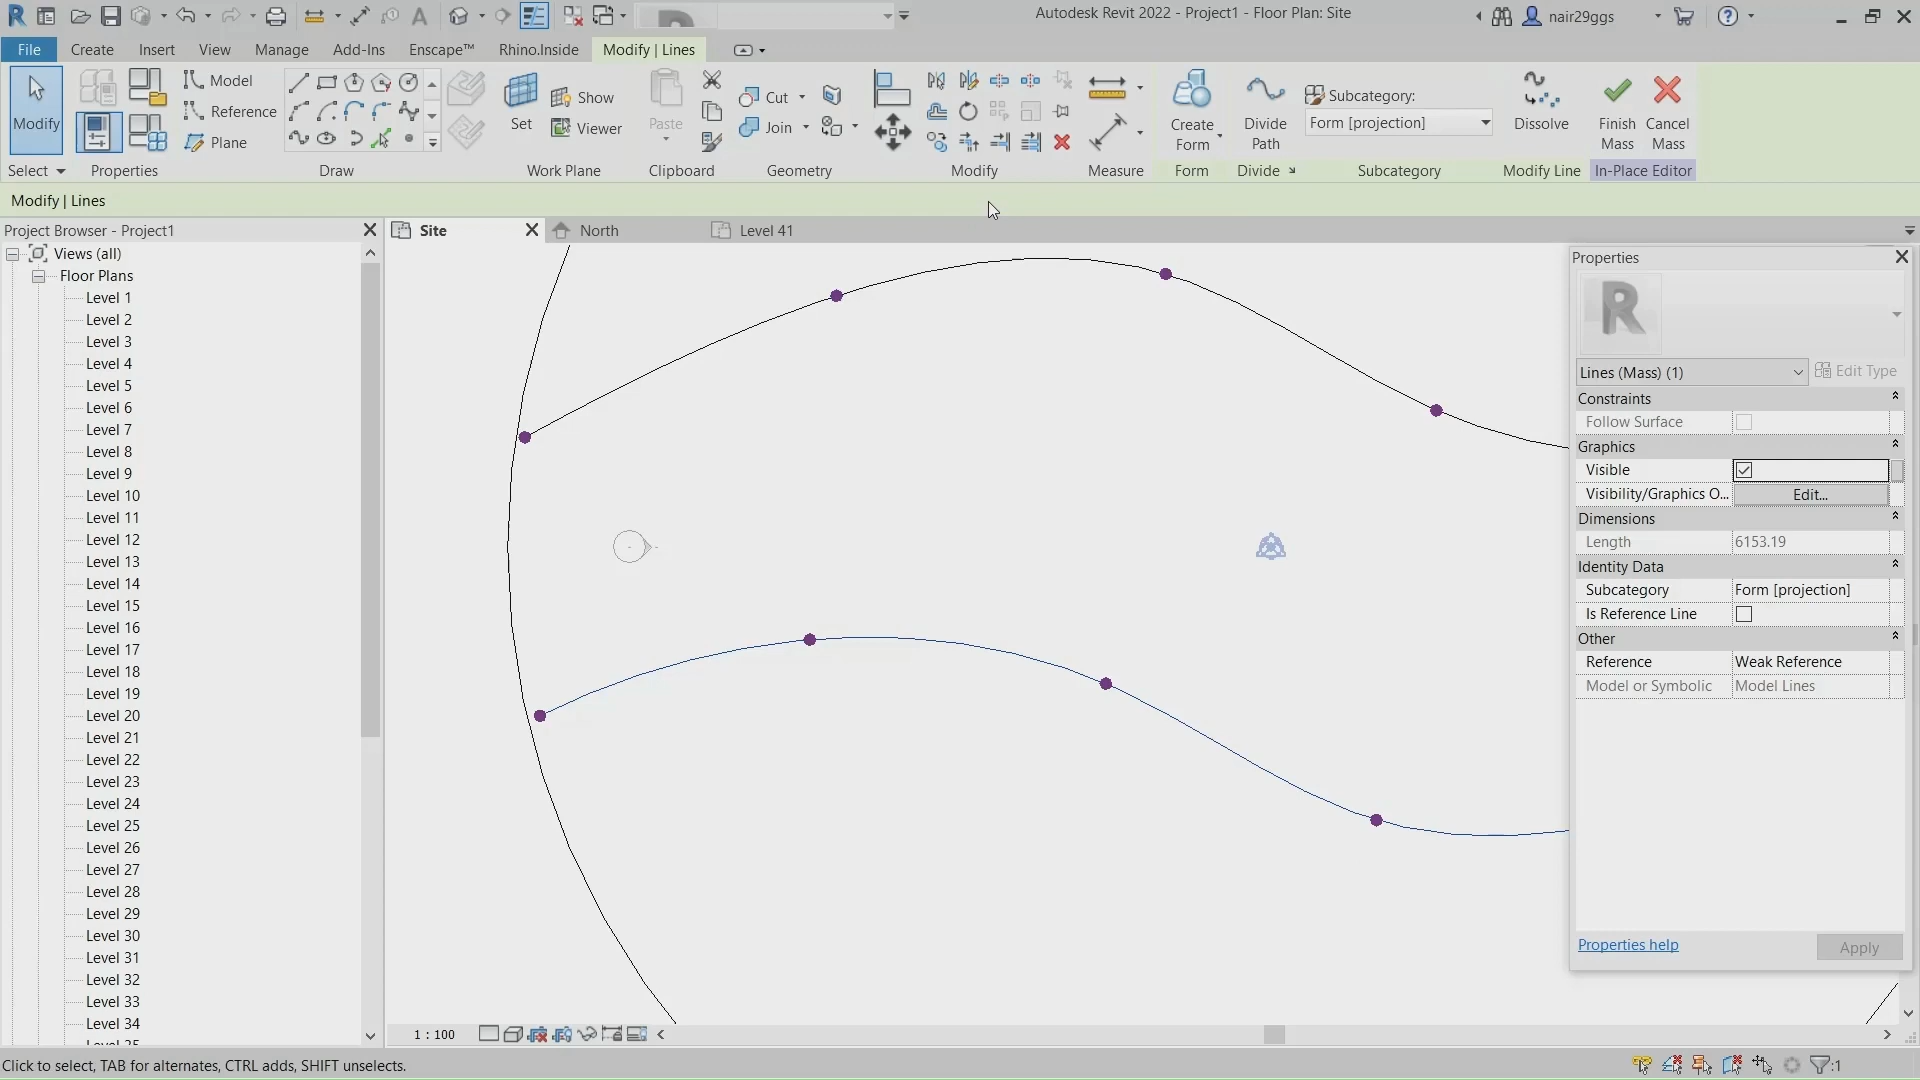 Autodesk Revit 2022 - Project1 - Floor Plan: Site
nair29ggs
File Create Insert View Manage Add-Ins Enscape™ Rhino.Inside Modify | Lines
Modify
Model
Reference
Plane
Set
Show
Viewer
Paste
Cut
Join
Create
Form
Divide
Path
Subcategory:
Form [projection]
Dissolve
Finish
Mass
Cancel
Mass
Select Properties Draw Work Plane Clipboard Geometry Modify Measure Form Divide Subcategory Modify Line In-Place Editor
Modify | Lines
Project Browser - Project1
Views (all)
Floor Plans
Level 1
Level 2
Level 3
Level 4
Level 5
Level 6
Level 7
Level 8
Level 9
Level 10
Level 11
Level 12
Level 13
Level 14
Level 15
Level 16
Level 17
Level 18
Level 19
Level 20
Level 21
Level 22
Level 23
Level 24
Level 25
Level 26
Level 27
Level 28
Level 29
Level 30
Level 31
Level 32
Level 33
Level 34
Site North Level 41
Properties
Lines (Mass) (1) Edit Type
Constraints
Follow Surface
Graphics
Visible
Visibility/Graphics O... Edit...
Dimensions
Length 6153.19
Identity Data
Subcategory Form [projection]
Is Reference Line
Other
Reference Weak Reference
Model or Symbolic Model Lines
Properties help Apply
1 : 100
Click to select, TAB for alternates, CTRL adds, SHIFT unselects.
:1